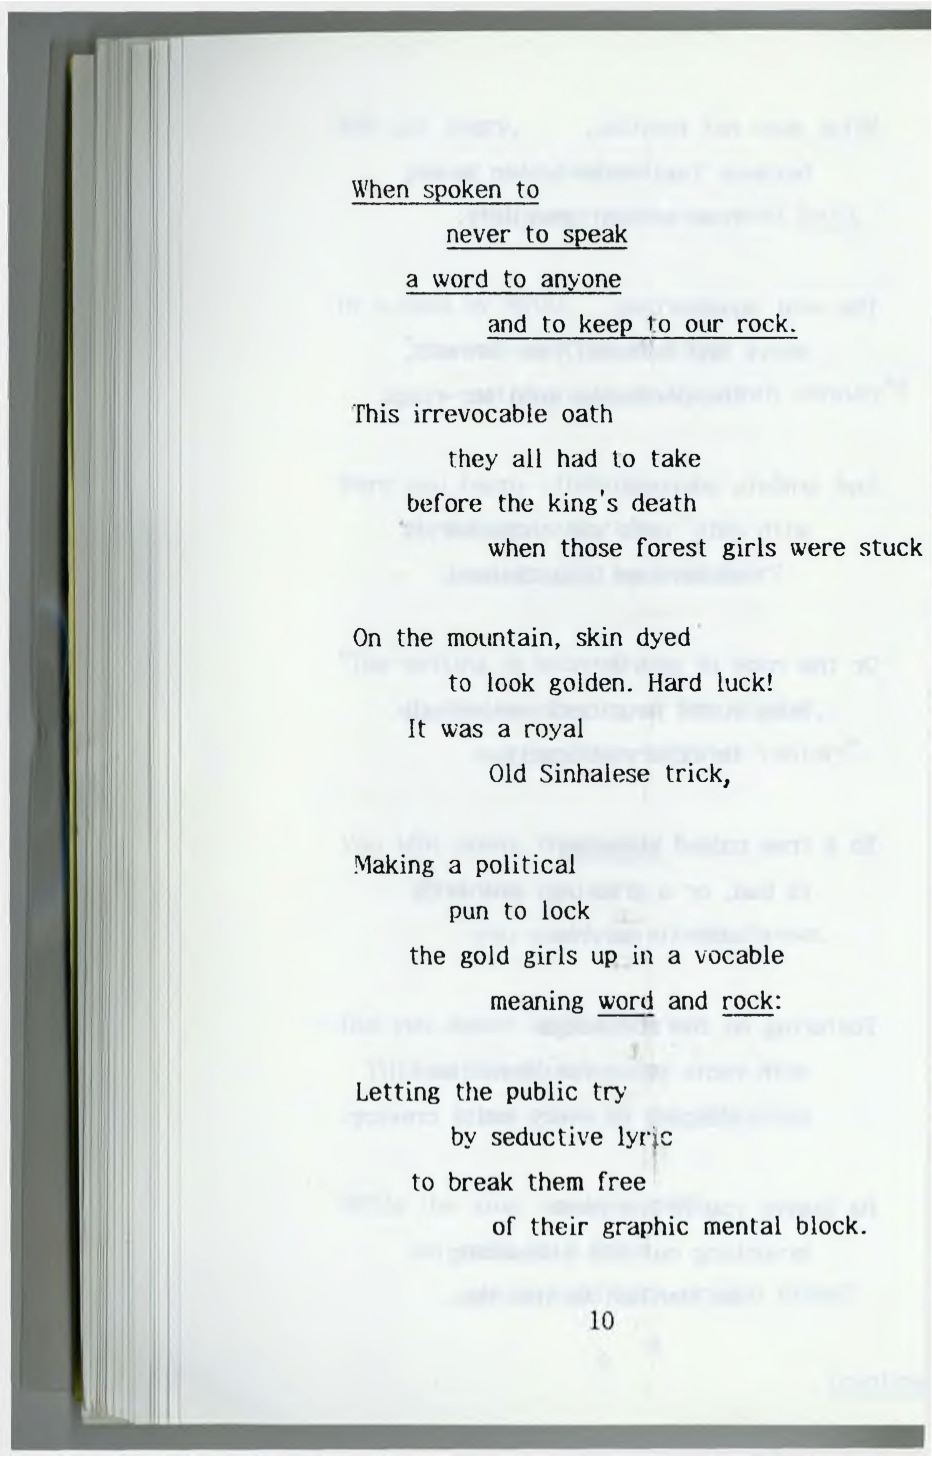 When spoken to
never to speak
a word to anyone
and to keep to our rock.
This irrevocable oath
they all had to take
before the king's death
when those forest girls were stuck
On the mountain, skin dyed
to look golden. Hard luck!
It was a royal
Old Sinhalese trick,
Making a political
pun to lock
the gold girls up in a vocable
meaning word and rock:
Letting the public try
by seductive lyric
to break them free
of their graphic mental block.
10